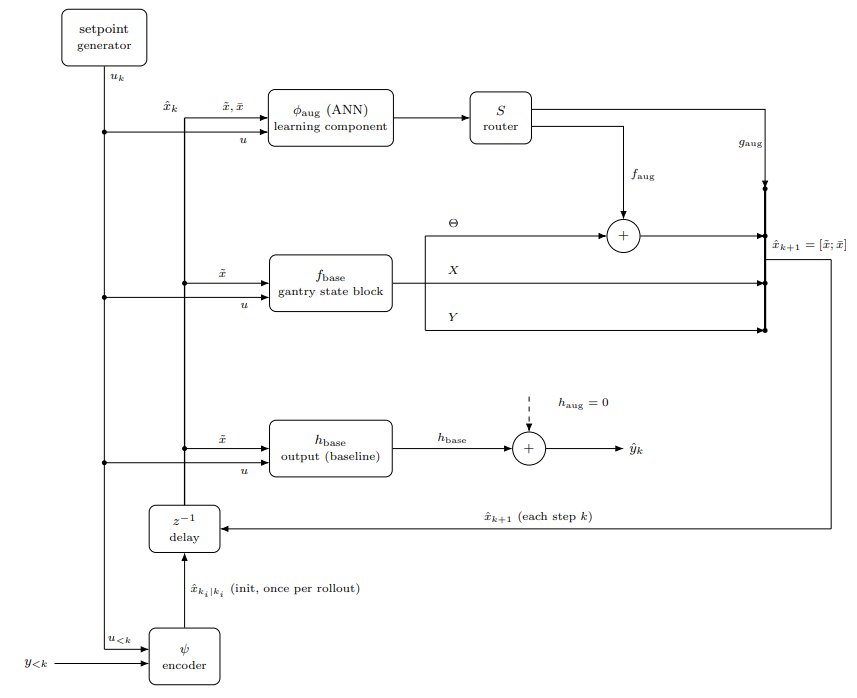 setpoint
generator
u_k
x̂_k
x̃, x̄
u
ϕ_aug (ANN)
learning component
S
router
g_aug
f_aug
Θ
+
x̂_{k+1} = [x̃; x̄]
x̃
u
f_base
gantry state block
X
Y
h_aug = 0
x̃
u
h_base
output (baseline)
h_base
+
ŷ_k
z^{−1}
delay
x̂_{k+1} (each step k)
x̂_{k_i|k_i} (init, once per rollout)
u_{<k}
y_{<k}
ψ
encoder